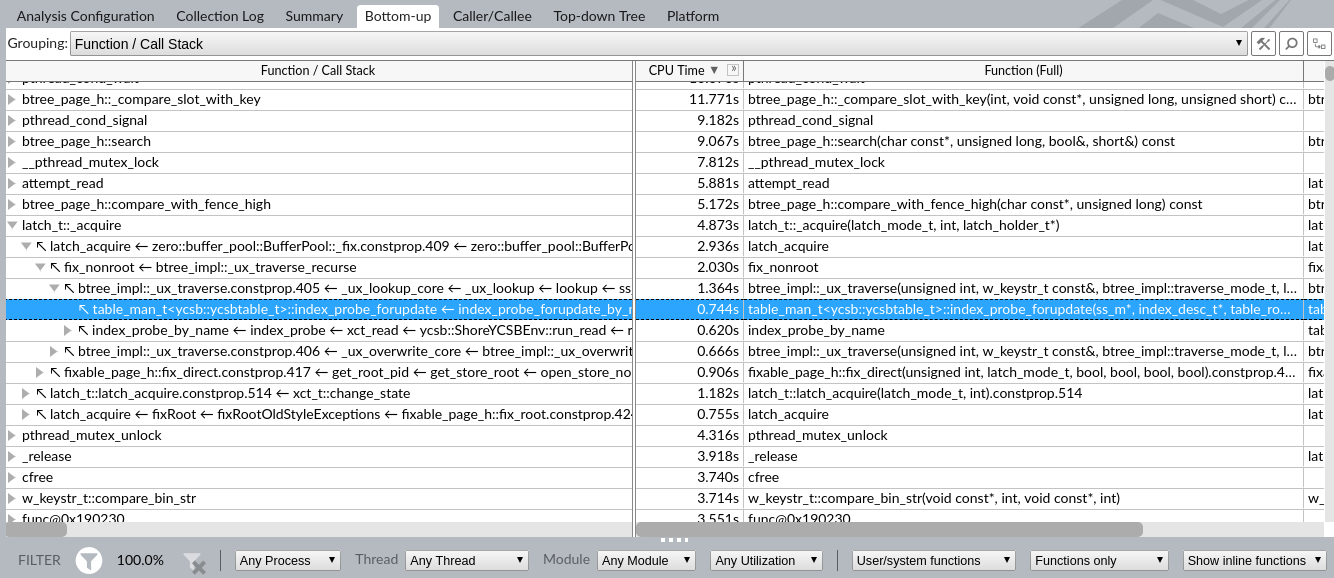 Analysis Configuration Collection Log Summary Bottom-up Caller/Callee Top-down Tree Platform
Grouping: Function / Call Stack
Function / Call Stack CPU Time Function (Full)
btree_page_h::_compare_slot_with_key 11.771s btree_page_h::_compare_slot_with_key(int, void const*, unsigned long, unsigned short) c... btr
pthread_cond_signal 9.182s pthread_cond_signal
btree_page_h::search 9.067s btree_page_h::search(char const*, unsigned long, bool&, short&) const btr
__pthread_mutex_lock 7.812s __pthread_mutex_lock
attempt_read 5.881s attempt_read lat
btree_page_h::compare_with_fence_high 5.172s btree_page_h::compare_with_fence_high(char const*, unsigned long) const btr
latch_t::_acquire 4.873s latch_t::_acquire(latch_mode_t, int, latch_holder_t*) lat
↖ latch_acquire ← zero::buffer_pool::BufferPool::_fix.constprop.409 ← zero::buffer_pool::BufferPo 2.936s latch_acquire lat
↖ fix_nonroot ← btree_impl::_ux_traverse_recurse 2.030s fix_nonroot fix
↖ btree_impl::_ux_traverse.constprop.405 ← _ux_lookup_core ← _ux_lookup ← lookup ← ss 1.364s btree_impl::_ux_traverse(unsigned int, w_keystr_t const&, btree_impl::traverse_mode_t, l... btr
↖ table_man_t<ycsb::ycsbtable_t>::index_probe_forupdate ← index_probe_forupdate_by_r 0.744s table_man_t<ycsb::ycsbtable_t>::index_probe_forupdate(ss_m*, index_desc_t*, table_ro... tab
↖ index_probe_by_name ← index_probe ← xct_read ← ycsb::ShoreYCSBEnv::run_read ← r 0.620s index_probe_by_name tab
↖ btree_impl::_ux_traverse.constprop.406 ← _ux_overwrite_core ← btree_impl::_ux_overwrit 0.666s btree_impl::_ux_traverse(unsigned int, w_keystr_t const&, btree_impl::traverse_mode_t, l... btr
↖ fixable_page_h::fix_direct.constprop.417 ← get_root_pid ← get_store_root ← open_store_no 0.906s fixable_page_h::fix_direct(unsigned int, latch_mode_t, bool, bool, bool, bool).constprop.4... fix
↖ latch_t::latch_acquire.constprop.514 ← xct_t::change_state 1.182s latch_t::latch_acquire(latch_mode_t, int).constprop.514 lat
↖ latch_acquire ← fixRoot ← fixRootOldStyleExceptions ← fixable_page_h::fix_root.constprop.42 0.755s latch_acquire lat
pthread_mutex_unlock 4.316s pthread_mutex_unlock
_release 3.918s _release lat
cfree 3.740s cfree
w_keystr_t::compare_bin_str 3.714s w_keystr_t::compare_bin_str(void const*, int, void const*, int) w_
func@0x190230 3.551s func@0x190230
FILTER 100.0% Any Process Thread Any Thread Module Any Module Any Utilization User/system functions Functions only Show inline functions